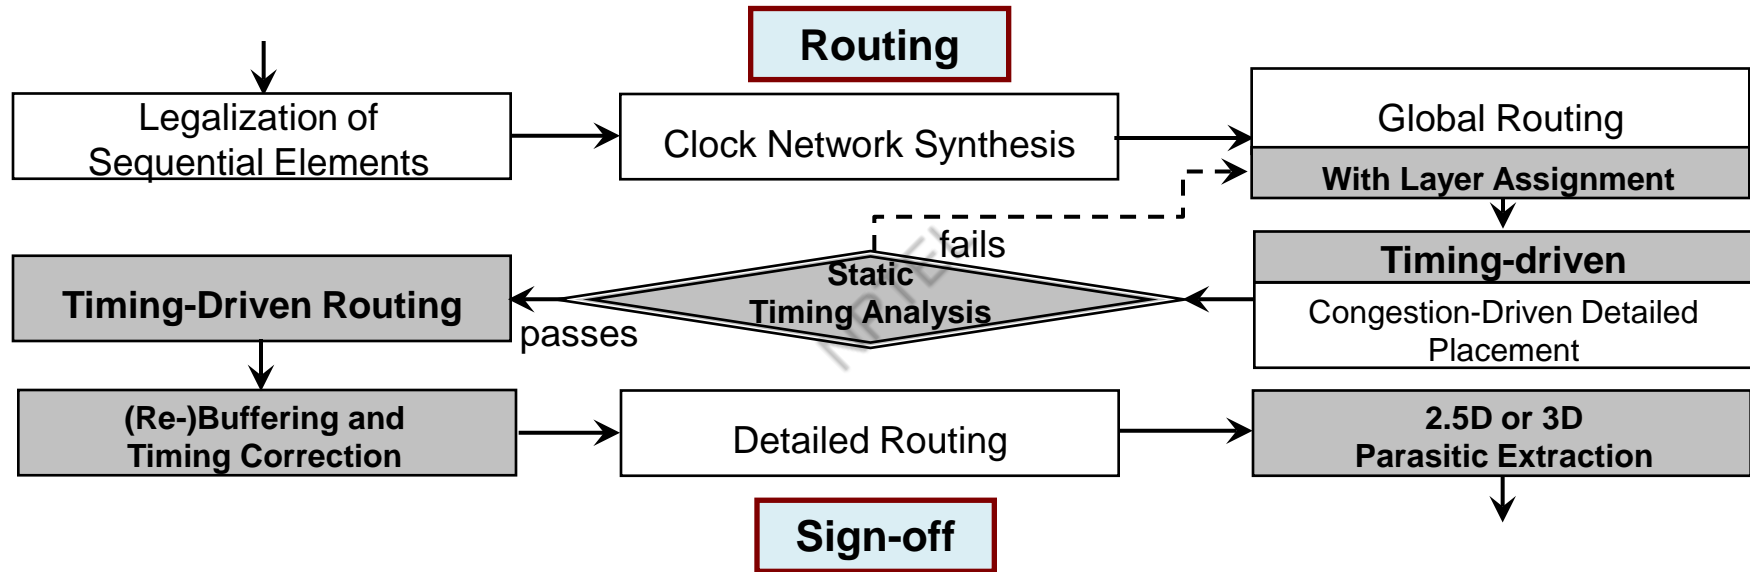 Routing
Legalization of
Sequential Elements
Clock Network Synthesis
Global Routing
With Layer Assignment
fails
Timing-driven
Congestion-Driven Detailed
Placement
Static
Timing Analysis
NPTEL
passes
Timing-Driven Routing
(Re-)Buffering and
Timing Correction
Detailed Routing
2.5D or 3D
Parasitic Extraction
Sign-off